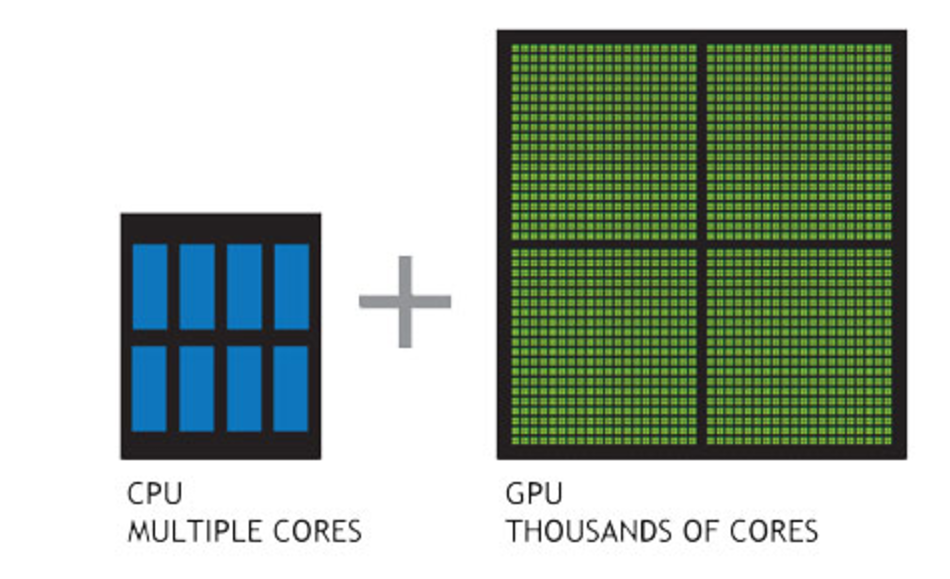 CPU
MULTIPLE CORES
GPU
THOUSANDS OF CORES